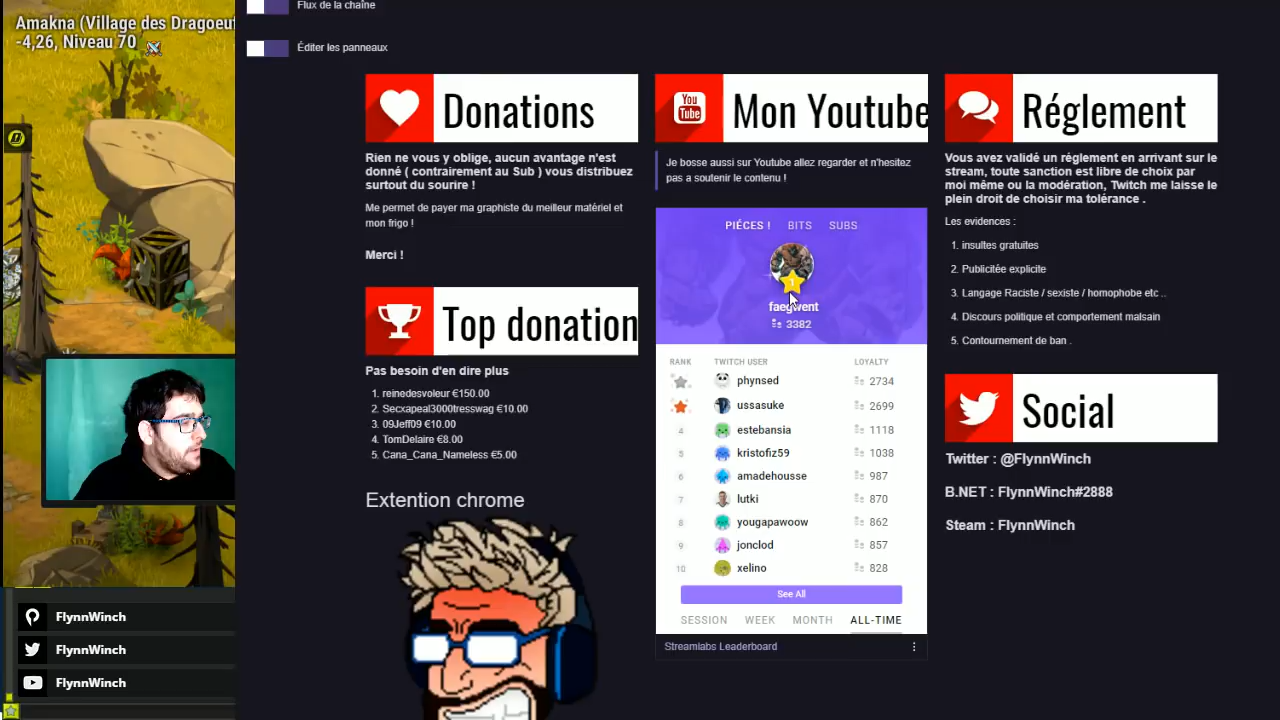 Amakna (Village des Dragoeuf
-4,26, Niveau 70
Flux de la chaîne
Éditer les panneaux
Donations
Rien ne vous y oblige, aucun avantage n'est
donné ( contrairement au Sub ) vous distribuez
surtout du sourire !
Me permet de payer ma graphiste du meilleur matériel et
mon frigo !
Merci !
Top donation
Pas besoin d'en dire plus
1. reinedesvoleur €150.00
2. Secxapeal3000tresswag €10.00
3. 09Jeff09 €10.00
4. TomDelaire €8.00
5. Cana_Cana_Nameless €5.00
Extention chrome
You
Tube
Mon Youtube
Je bosse aussi sur Youtube allez regarder et n'hesitez
pas a soutenir le contenu !
PIÉCES ! BITS SUBS
1
faegwent
3382
RANK TWITCH USER LOYALTY
phynsed 2734
ussasuke 2699
4 estebansia 1118
5 kristofiz59 1038
6 amadehousse 987
7 lutki 870
8 yougapawoow 862
9 jonclod 857
10 xelino 828
See All
SESSION WEEK MONTH ALL-TIME
Streamlabs Leaderboard
Réglement
Vous avez validé un réglement en arrivant sur le
stream, toute sanction est libre de choix par
moi même ou la modération, Twitch me laisse le
plein droit de choisir ma tolérance .
Les evidences :
1. insultes gratuites
2. Publicitée explicite
3. Langage Raciste / sexiste / homophobe etc ..
4. Discours politique et comportement malsain
5. Contournement de ban .
Social
Twitter : @FlynnWinch
B.NET : FlynnWinch#2888
Steam : FlynnWinch
FlynnWinch
FlynnWinch
FlynnWinch